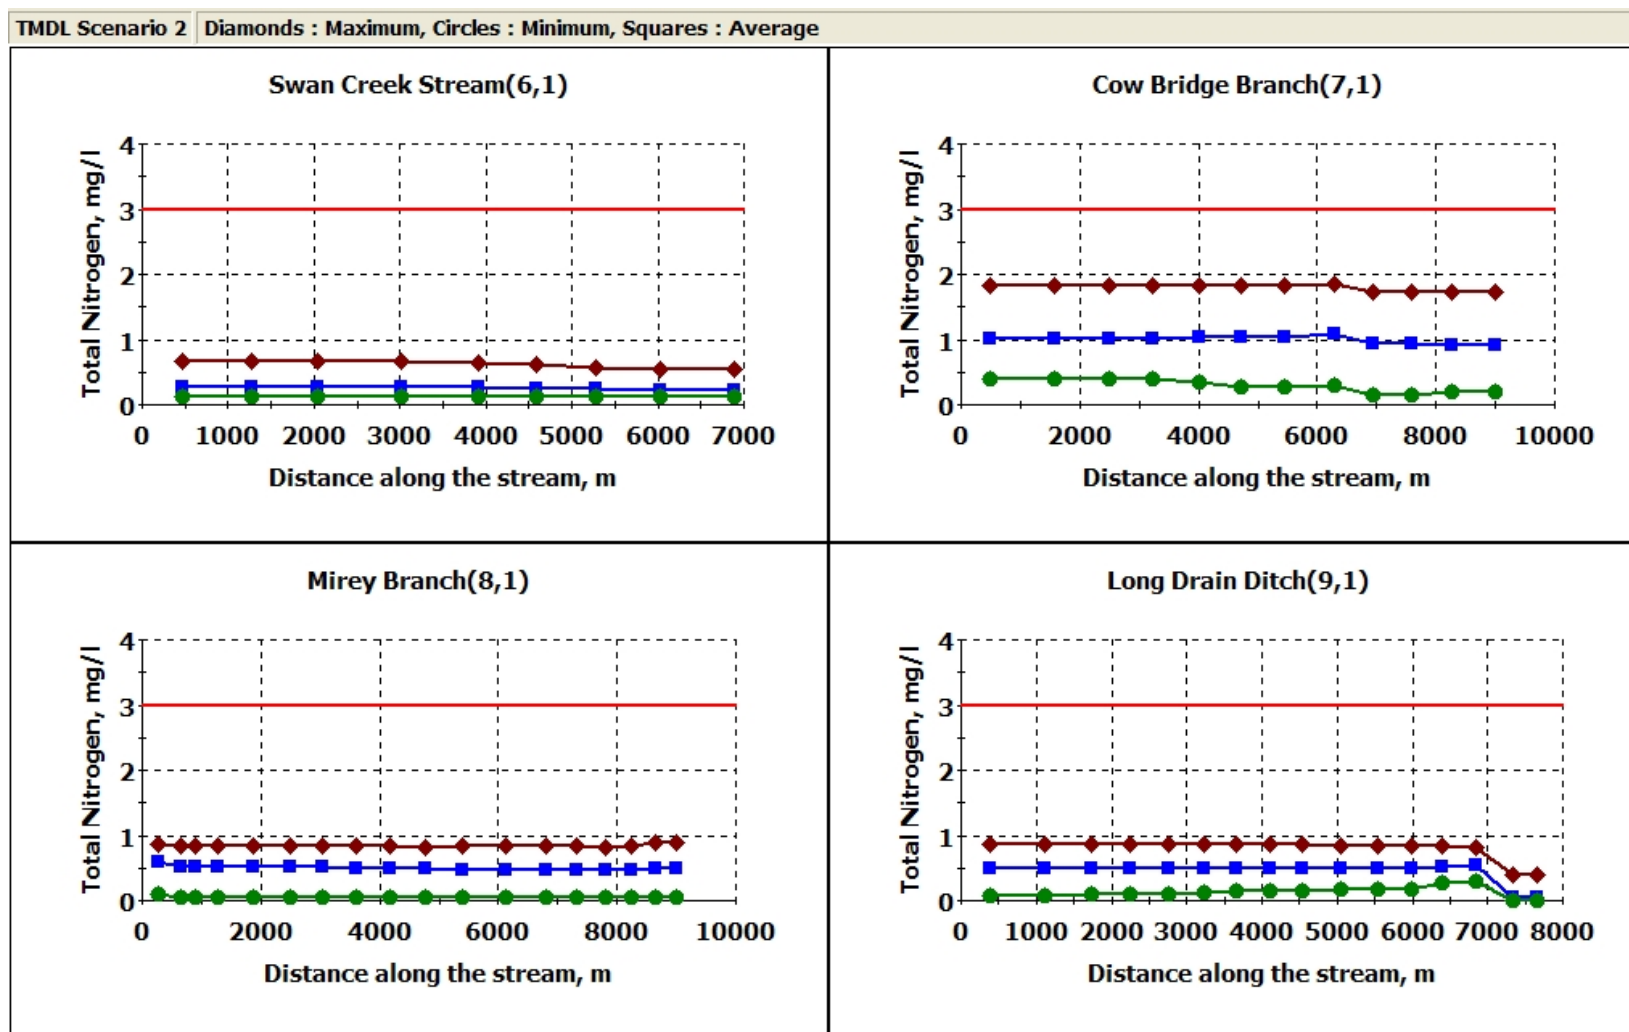 TMDL Scenario 2 Diamonds : Maximum, Circles : Minimum, Squares : Average
Swan Creek Stream(6,1)
Total Nitrogen, mg/l
4
3
2
1
0
0 1000 2000 3000 4000 5000 6000 7000
Distance along the stream, m
Cow Bridge Branch(7,1)
Total Nitrogen, mg/l
4
3
2
1
0
0 2000 4000 6000 8000 10000
Distance along the stream, m
Mirey Branch(8,1)
Total Nitrogen, mg/l
4
3
2
1
0
0 2000 4000 6000 8000 10000
Distance along the stream, m
Long Drain Ditch(9,1)
Total Nitrogen, mg/l
4
3
2
1
0
0 1000 2000 3000 4000 5000 6000 7000 8000
Distance along the stream, m